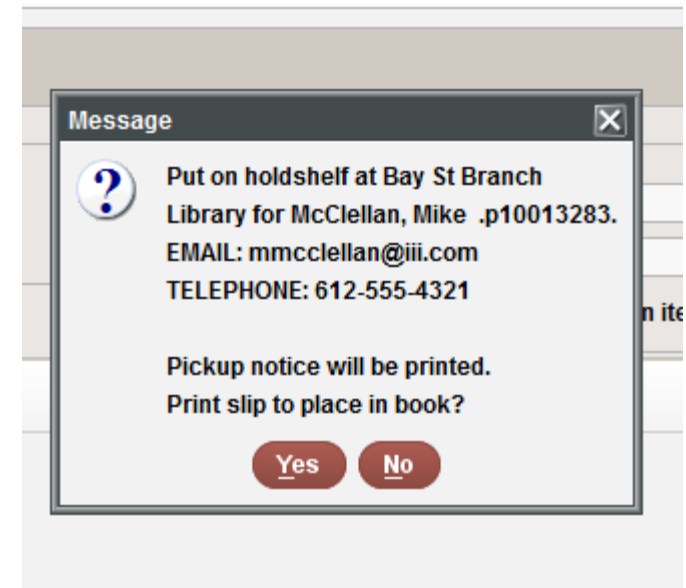 Message
Put on holdshelf at Bay St Branch
Library for McClellan, Mike .p10013283.
EMAIL: mmcclellan@iii.com
TELEPHONE: 612-555-4321
n ite
Pickup notice will be printed.
Print slip to place in book?
Yes No